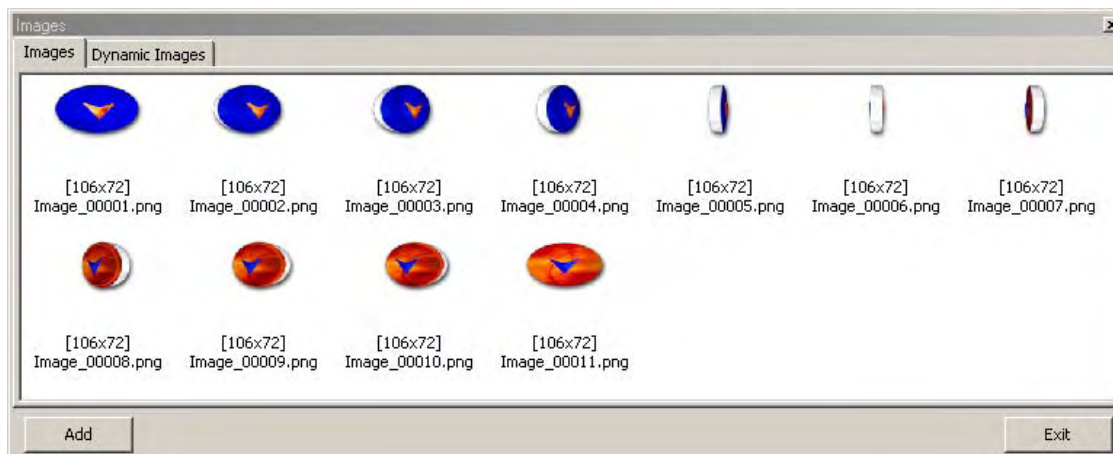 Images
Images Dynamic Images
[106x72] [106x72] [106x72] [106x72] [106x72] [106x72] [106x72]
Image_00001.png Image_00002.png Image_00003.png Image_00004.png Image_00005.png Image_00006.png Image_00007.png
[106x72] [106x72] [106x72] [106x72]
Image_00008.png Image_00009.png Image_00010.png Image_00011.png
Add Exit